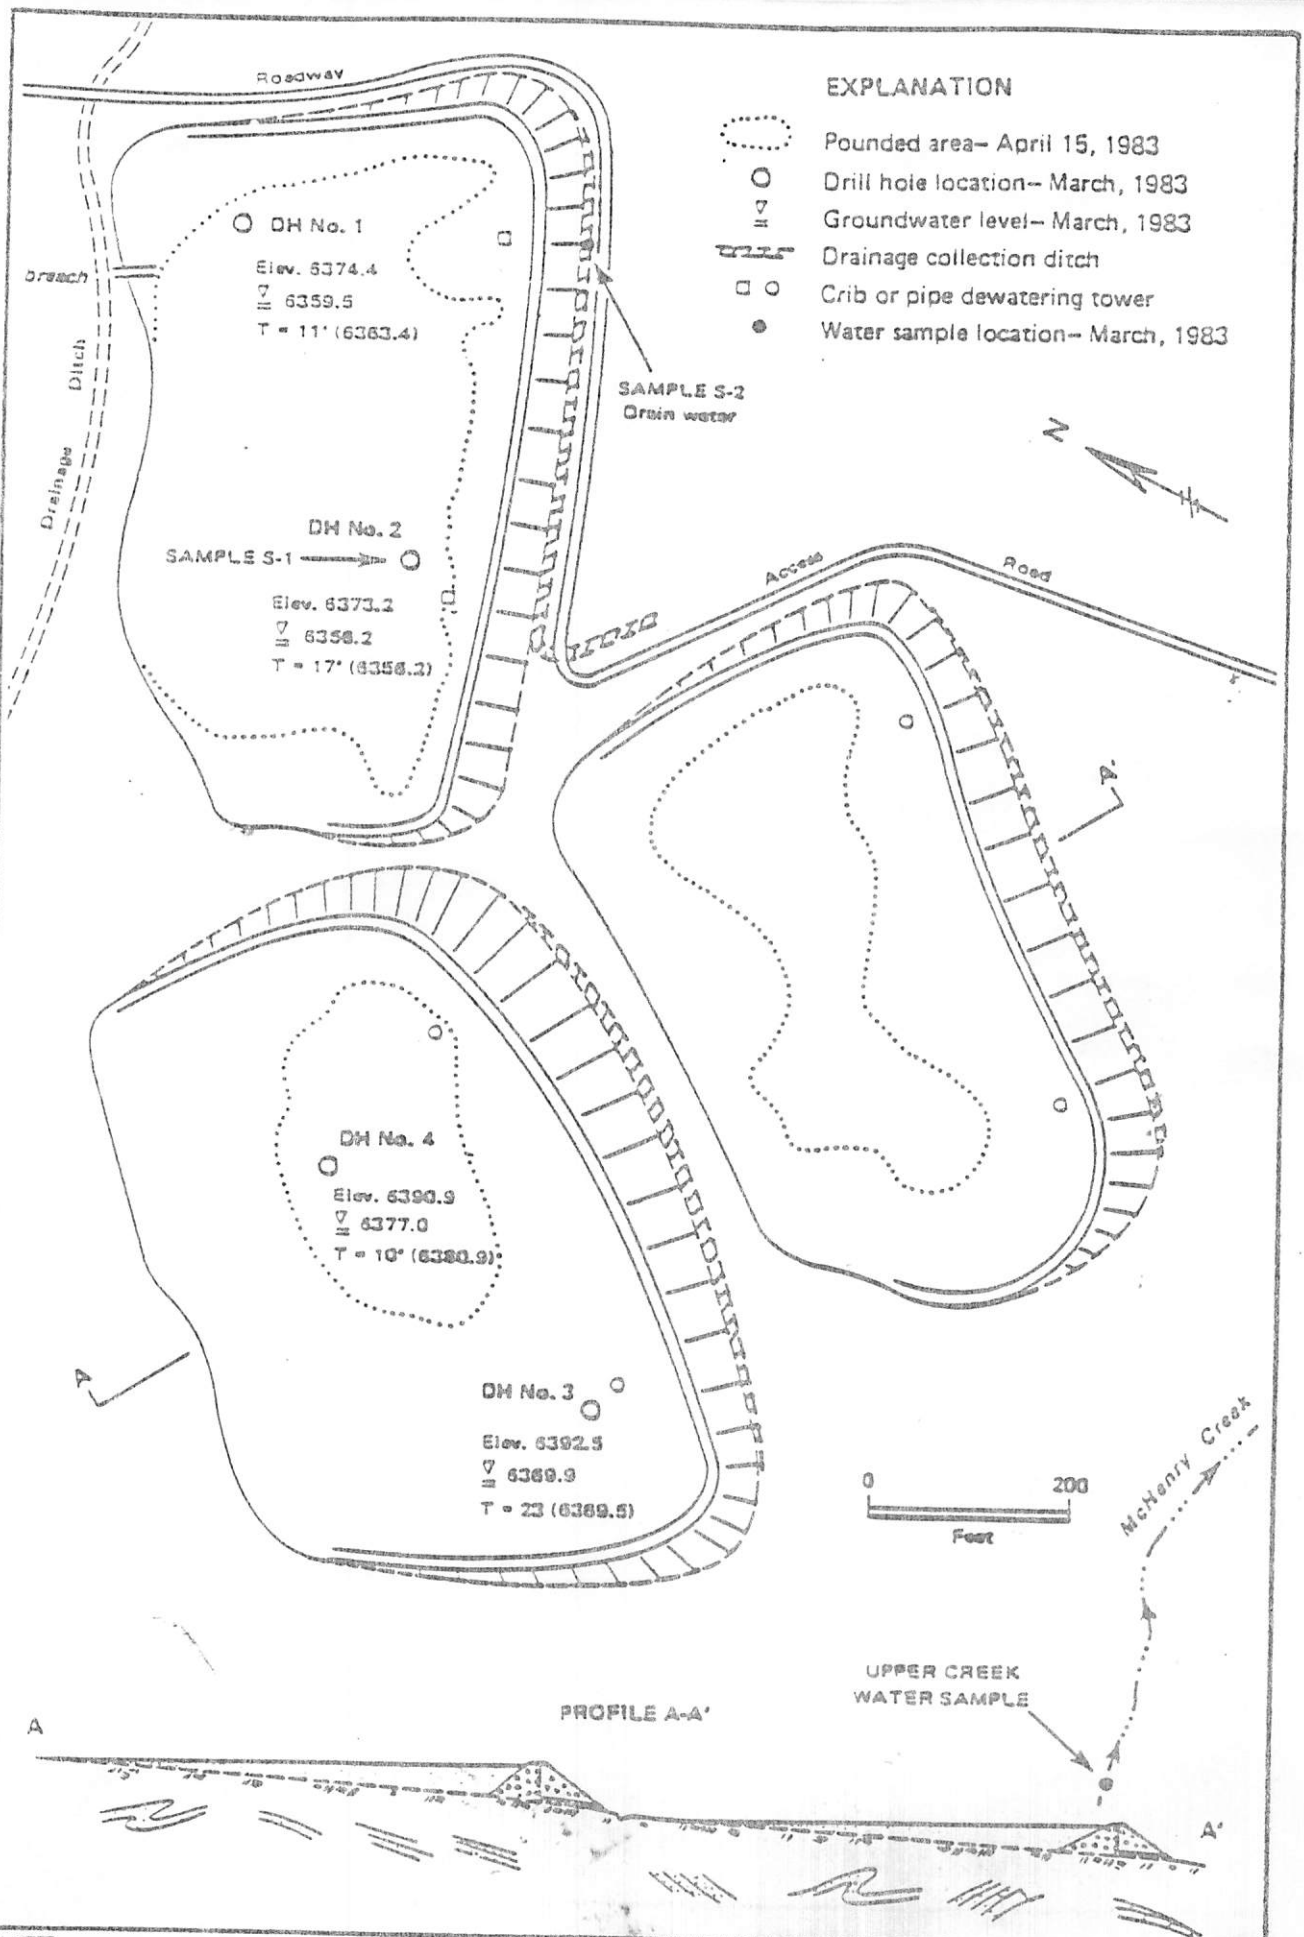 Roadway
EXPLANATION
Pounded area- April 15, 1983
Drill hole location- March, 1983
Groundwater level- March, 1983
Drainage collection ditch
Crib or pipe dewatering tower
Water sample location- March, 1983
DH No. 1
Elev. 6374.4
6359.5
T = 11' (6363.4)
breach
Drainage Ditch
SAMPLE S-2
Drain water
N
DH No. 2
SAMPLE S-1
Elev. 6373.2
6356.2
T = 17' (6356.2)
Access Road
A'
DH No. 4
Elev. 6390.9
6377.0
T = 10' (6380.9)
A
DH No. 3
Elev. 6392.5
6369.9
T = 23 (6369.5)
0 200
Feet
McHenry Creek
UPPER CREEK
WATER SAMPLE
PROFILE A-A'
A
A'